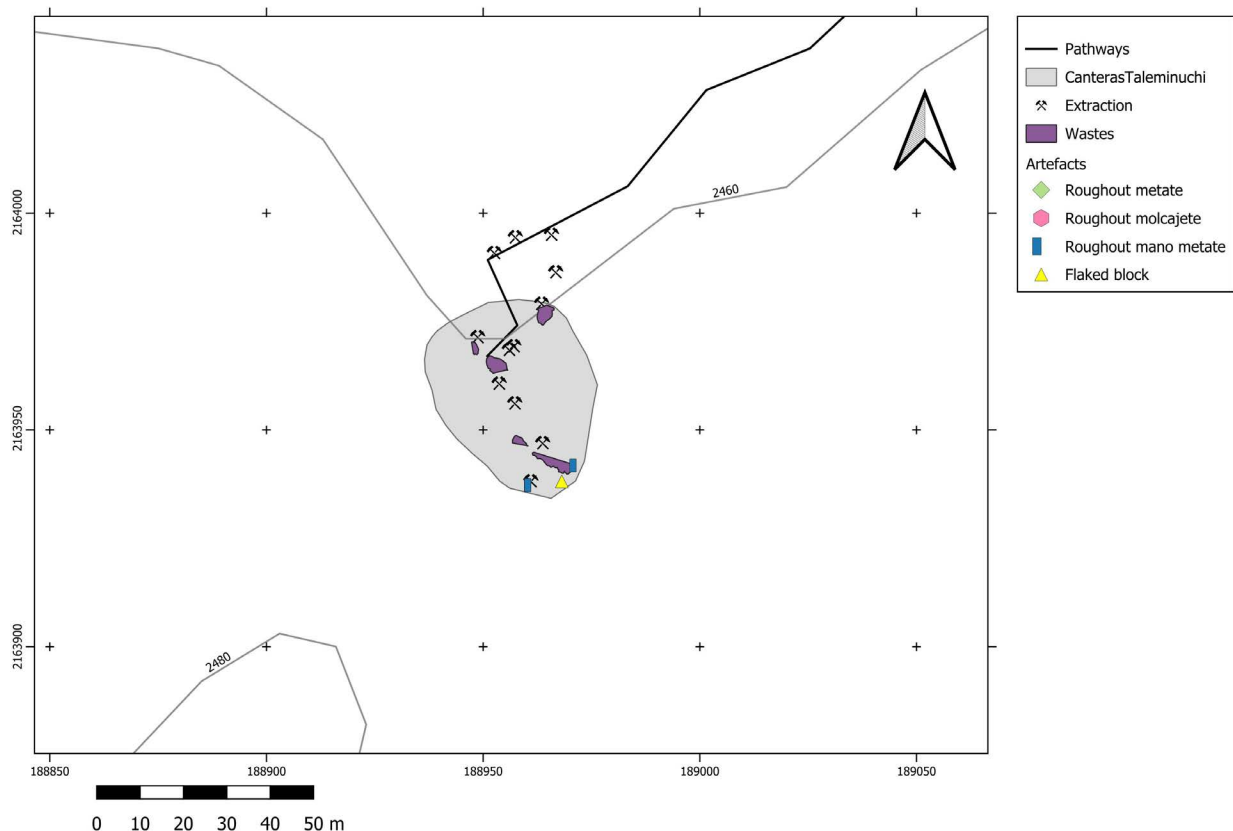 Pathways
CanterasTaleminuchi
Extraction
Wastes
Artefacts
Roughout metate
Roughout molcajete
Roughout mano metate
Flaked block
2164000
2460
2163950
2163900
2480
188850 188900 188950 189000 189050
0 10 20 30 40 50 m